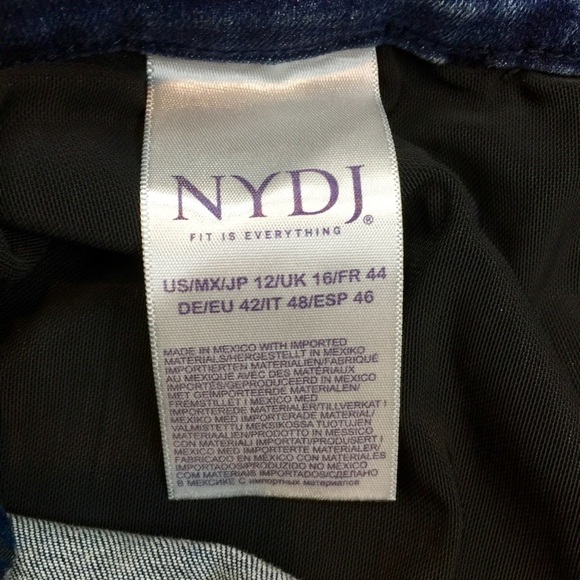 NYDJ®
FIT IS EVERYTHING
US/MX/JP 12/UK 16/FR 44
DE/EU 42/IT 48/ESP 46
MADE IN MEXICO WITH IMPORTED
MATERIALS/HERGESTELLT IN MEXIKO
IMPORTIERTEN MATERIALIEN/FABRIQUÉ
AU MEXIQUE AVEC DES MATÉRIAUX
IMPORTÉS/GEPRODUCEERD IN MEXICO
MET GEÏMPORTEERDE MATERIALEN/
FREMSTILLET I MEXICO MED
IMPORTEREDE MATERIALER/TILLVERKAT I
MEXICO MED IMPORTERADE MATERIAL/
VALMISTETTU MEKSIKOSSA TUOTUJEN
MATERIAALIEN/PRODOTTO IN MESSICO
CON MATERIALI IMPORTATI/PRODUSERT I
MEXICO MED IMPORTERTE MATERIALER/
FABRICADO EN MÉXICO CON MATERIALES
IMPORTADOS/PRODUZIDO NO MÉXICO
COM MATERIAIS IMPORTADOS/СДЕЛАНО
В МЕКСИКЕ с импортных материалов